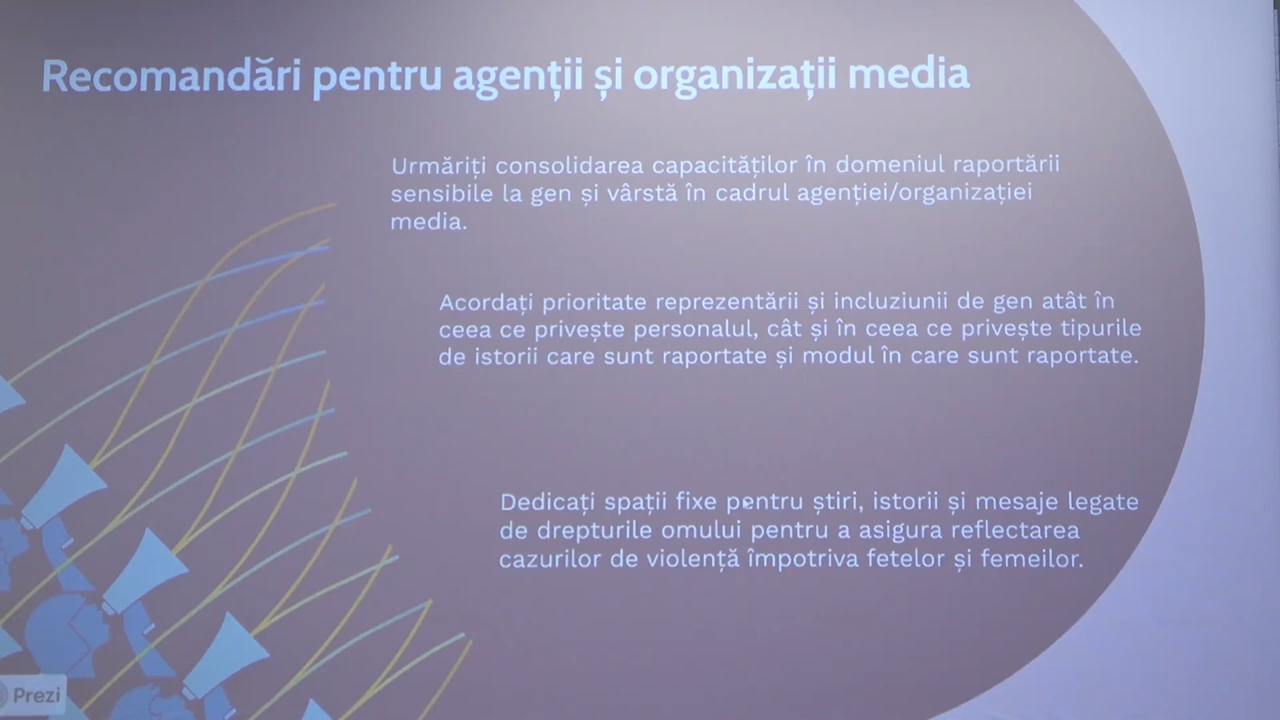 Recomandări pentru agenții și organizații media
Urmăriți consolidarea capacităților în domeniul raportării
sensibile la gen și vârstă în cadrul agenției/organizației
media.
Acordați prioritate reprezentării și incluziunii de gen atât în
ceea ce privește personalul, cât și în ceea ce privește tipurile
de istorii care sunt raportate și modul în care sunt raportate.
Dedicați spații fixe pentru știri, istorii și mesaje legate
de drepturile omului pentru a asigura reflectarea
cazurilor de violență împotriva fetelor și femeilor.
Prezi